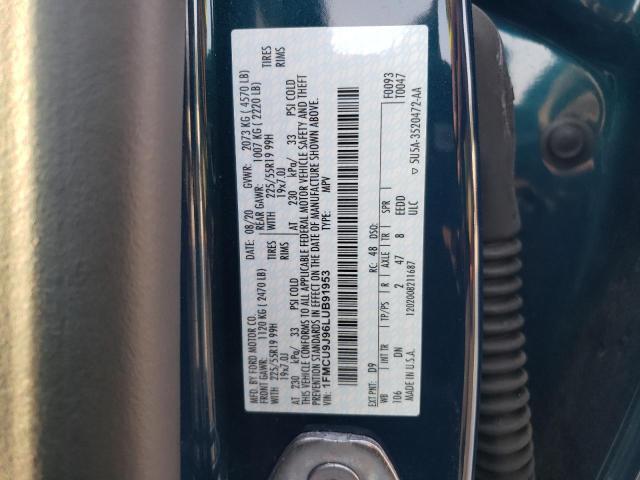 MFD. BY FORD MOTOR CO. DATE: 08/20 GVWR: 2073 KG ( 4570 LB)
FRONT GAWR: 1120 KG ( 2470 LB) REAR GAWR: 1007 KG ( 2220 LB)
225/55R19 99H TIRES WITH 225/55R19 99H TIRES
19x7.0J RIMS 19x7.0J RIMS
AT 230 kPa/ 33 PSI COLD AT 230 kPa/ 33 PSI COLD
THIS VEHICLE CONFORMS TO ALL APPLICABLE FEDERAL MOTOR VEHICLE SAFETY AND THEFT
PREVENTION STANDARDS IN EFFECT ON THE DATE OF MANUFACTURE SHOWN ABOVE.
VIN: 1FMCU9J96LUB91953 TYPE: MPV
EXT PNT: D9 RC: 48 DSO: F0093
T0047
WB INT TR TP/PS R AXLE TR SPR
106 DN 2 47 8 EEDD
MADE IN U.S.A. ULC
120200821168​7 5U5A-3520472-AA